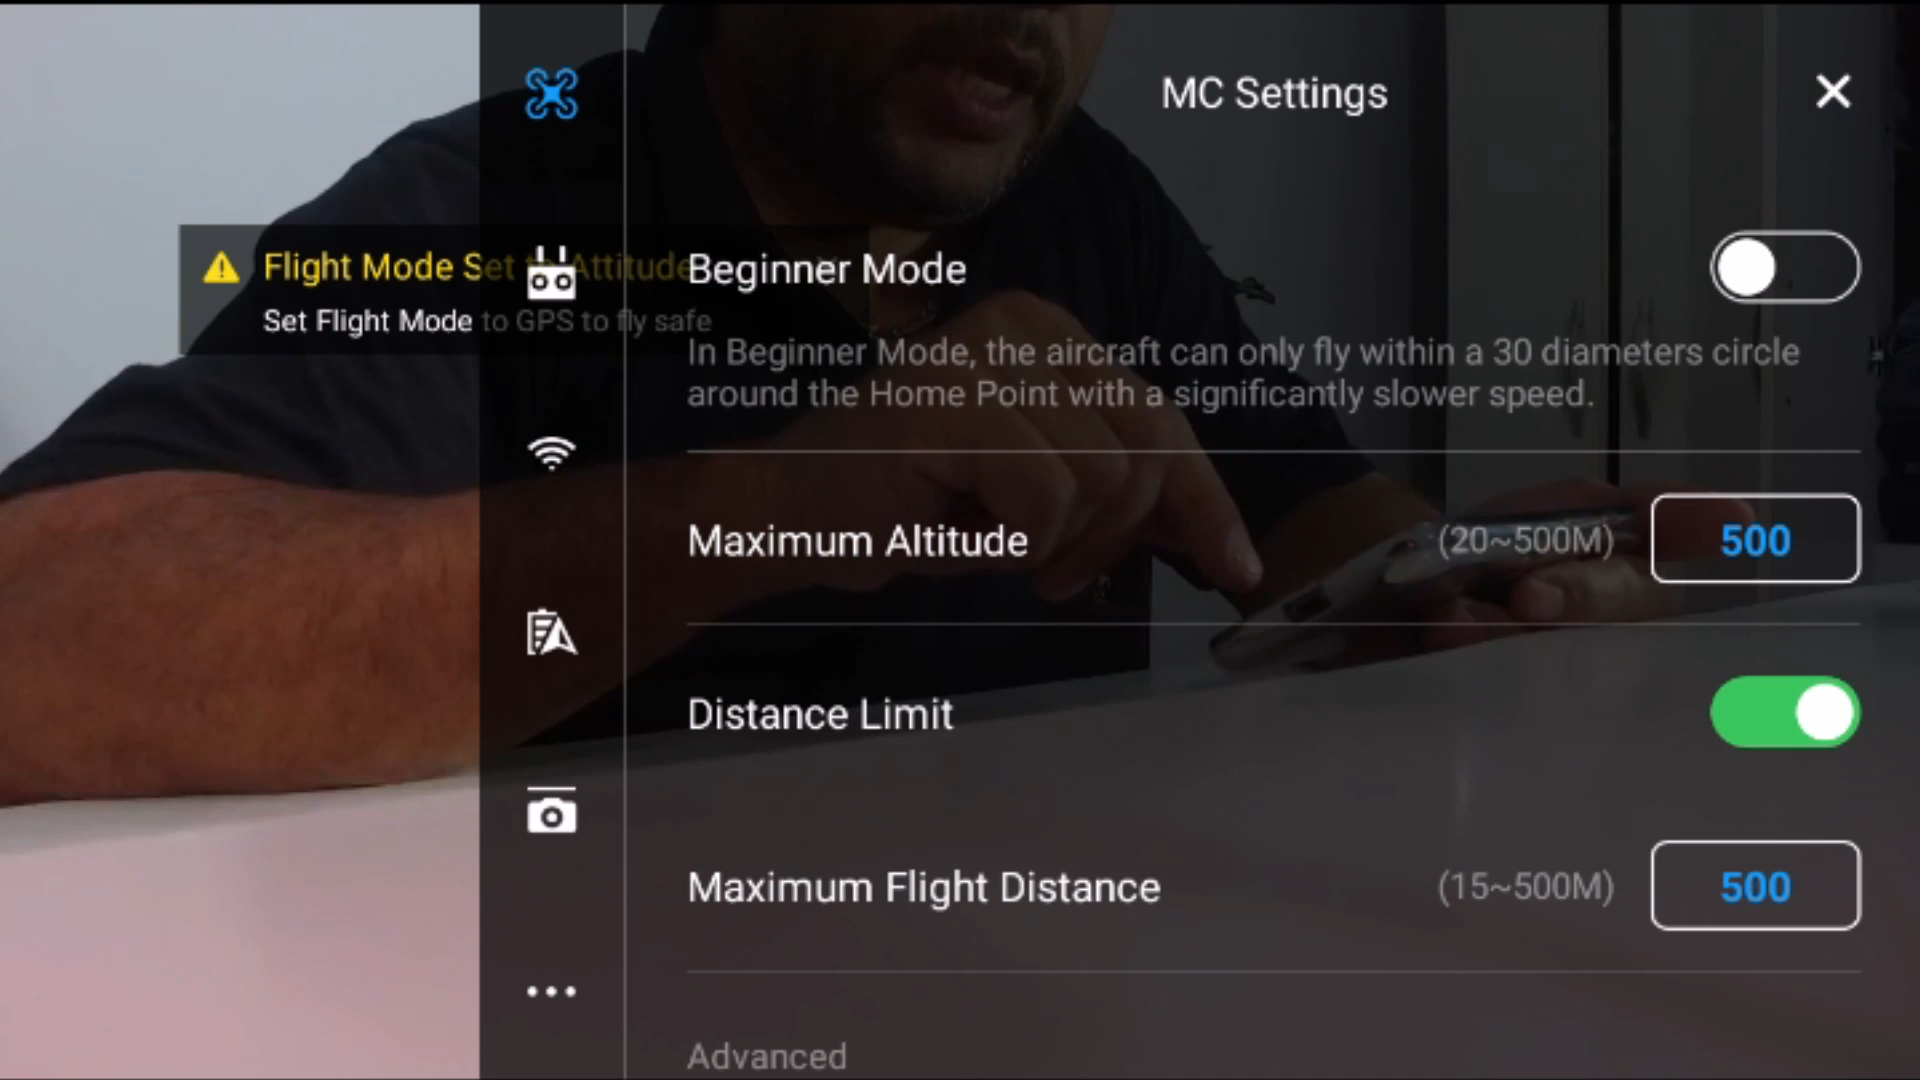 MC Settings
Flight Mode Set to Attitude
Set Flight Mode to GPS to fly safe
Beginner Mode
In Beginner Mode, the aircraft can only fly within a 30 diameters circle
around the Home Point with a significantly slower speed.
Maximum Altitude (20~500M) 500
Distance Limit
Maximum Flight Distance (15~500M) 500
Advanced